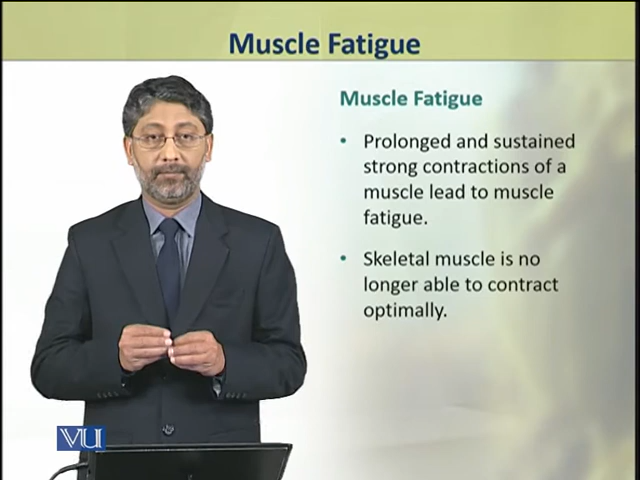 Muscle Fatigue
Muscle Fatigue
• Prolonged and sustained
strong contractions of a
muscle lead to muscle
fatigue.
• Skeletal muscle is no
longer able to contract
optimally.
VU